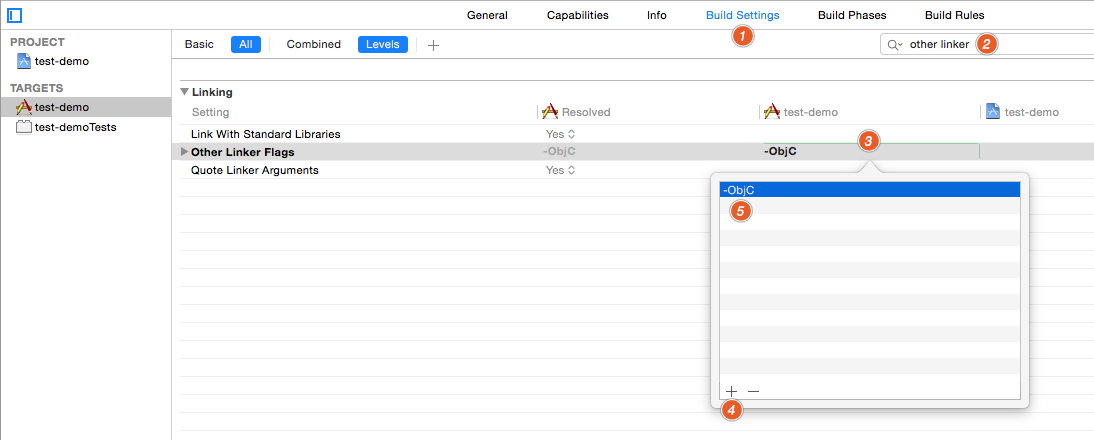 General Capabilities Info Build Settings Build Phases Build Rules
1
PROJECT
test-demo
TARGETS
test-demo
test-demoTests
Basic All Combined Levels + other linker 2
Linking
Setting Resolved test-demo test-demo
Link With Standard Libraries Yes
3
Other Linker Flags -ObjC -ObjC
Quote Linker Arguments Yes
-ObjC
5
+ −
4